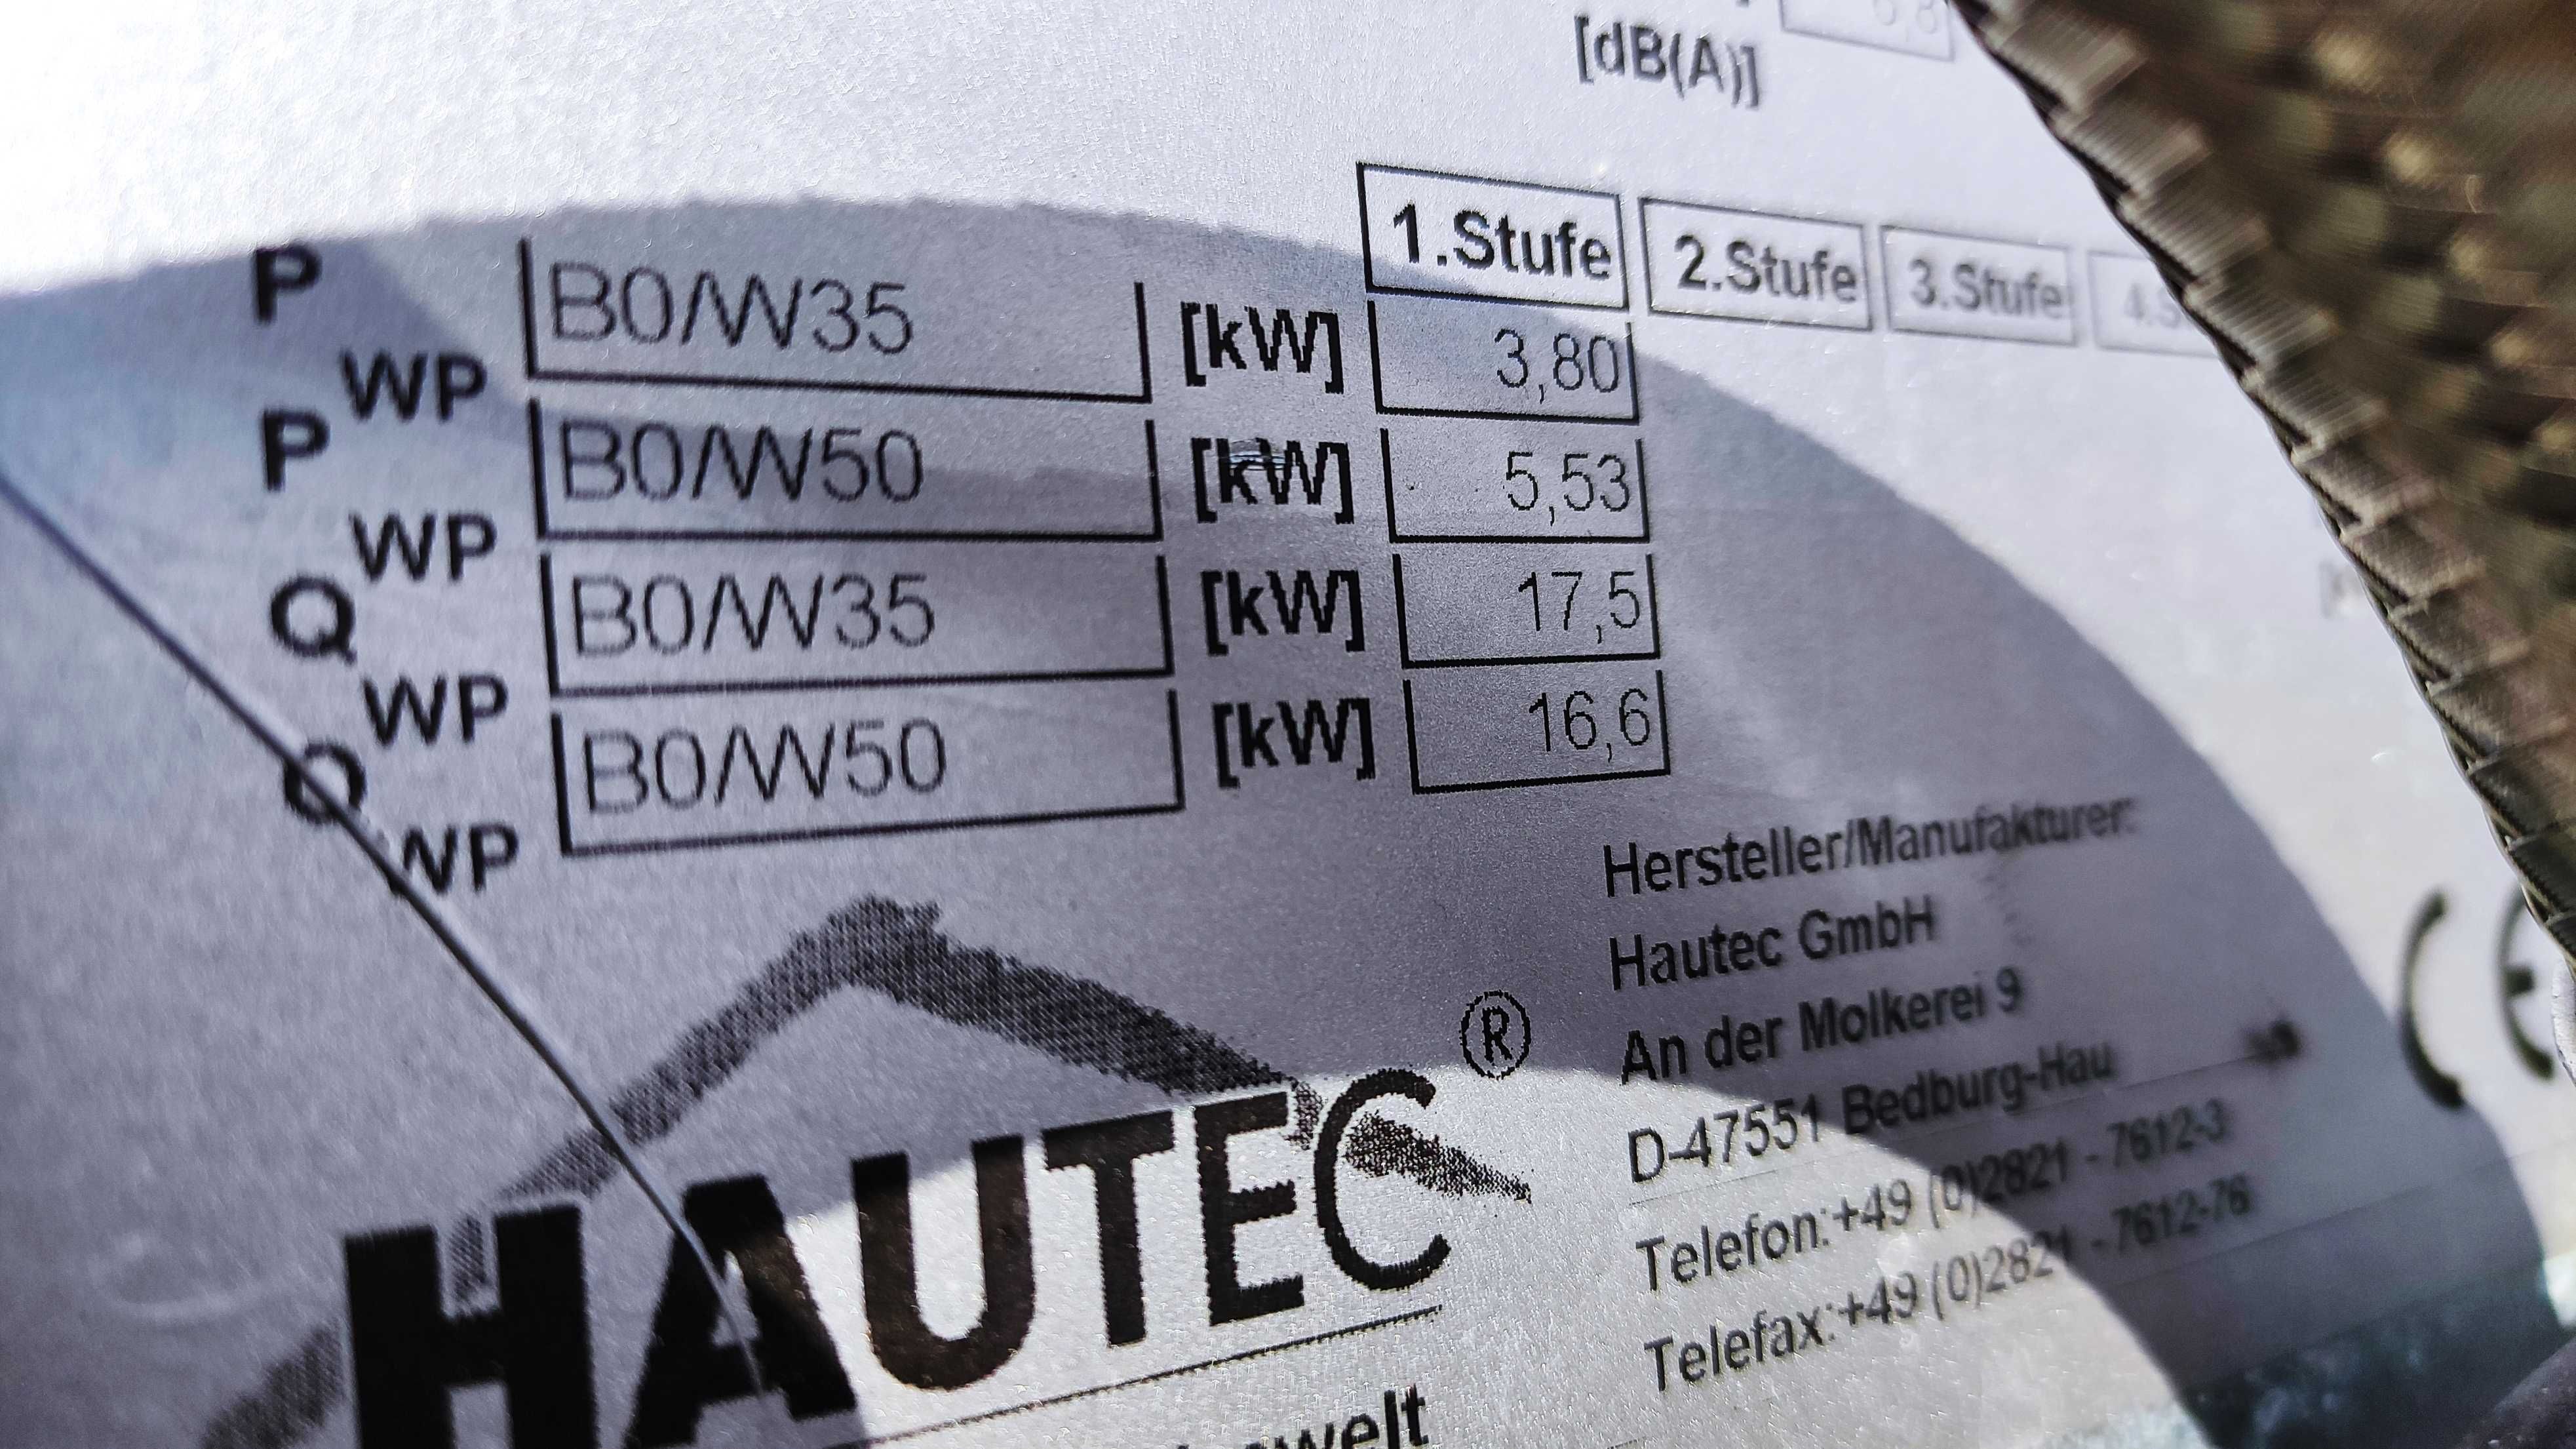 [dB(A)]
1.Stufe 2.Stufe 3.Stufe
P WP B0/W35 [kW] 3,80
P WP B0/W50 [kW] 5,53
Q WP B0/W35 [kW] 17,5
Q WP B0/W50 [kW] 16,6
Hersteller/Manufakturer:
Hautec GmbH
An der Molkerei 9
D-47551 Bedburg-Hau
Telefon:+49 (0)2821 - 7612-3
Telefax:+49 (0)2821 - 7612-76
CE
HAUTEC®